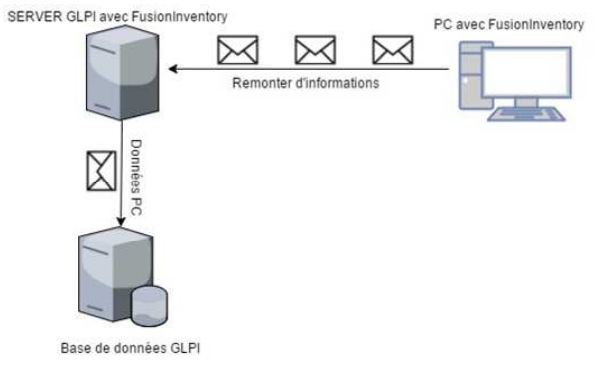 SERVER GLPI avec FusionInventory
PC avec FusionInventory
Remonter d'informations
Données PC
Base de données GLPI